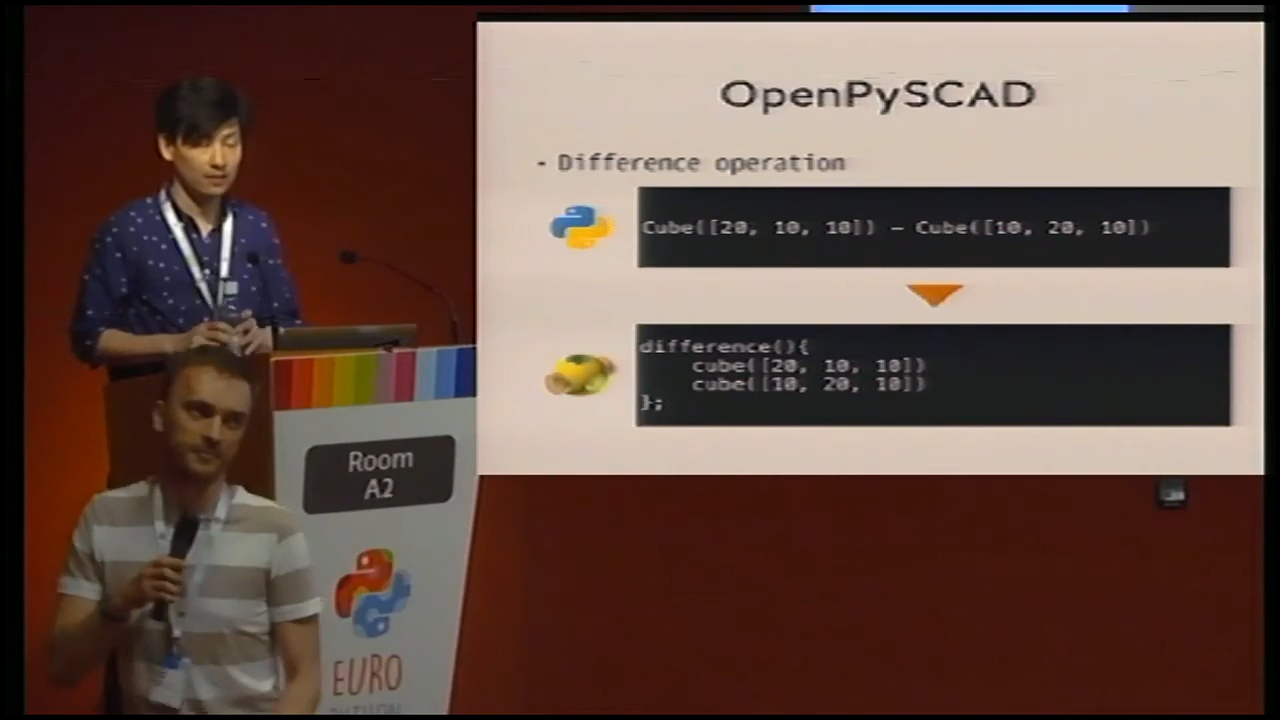 OpenPySCAD
- Difference operation
Cube([20, 10, 10]) - Cube([10, 20, 10])
difference(){
    cube([20, 10, 10])
    cube([10, 20, 10])
};
Room
A2
EURO
PYTHON